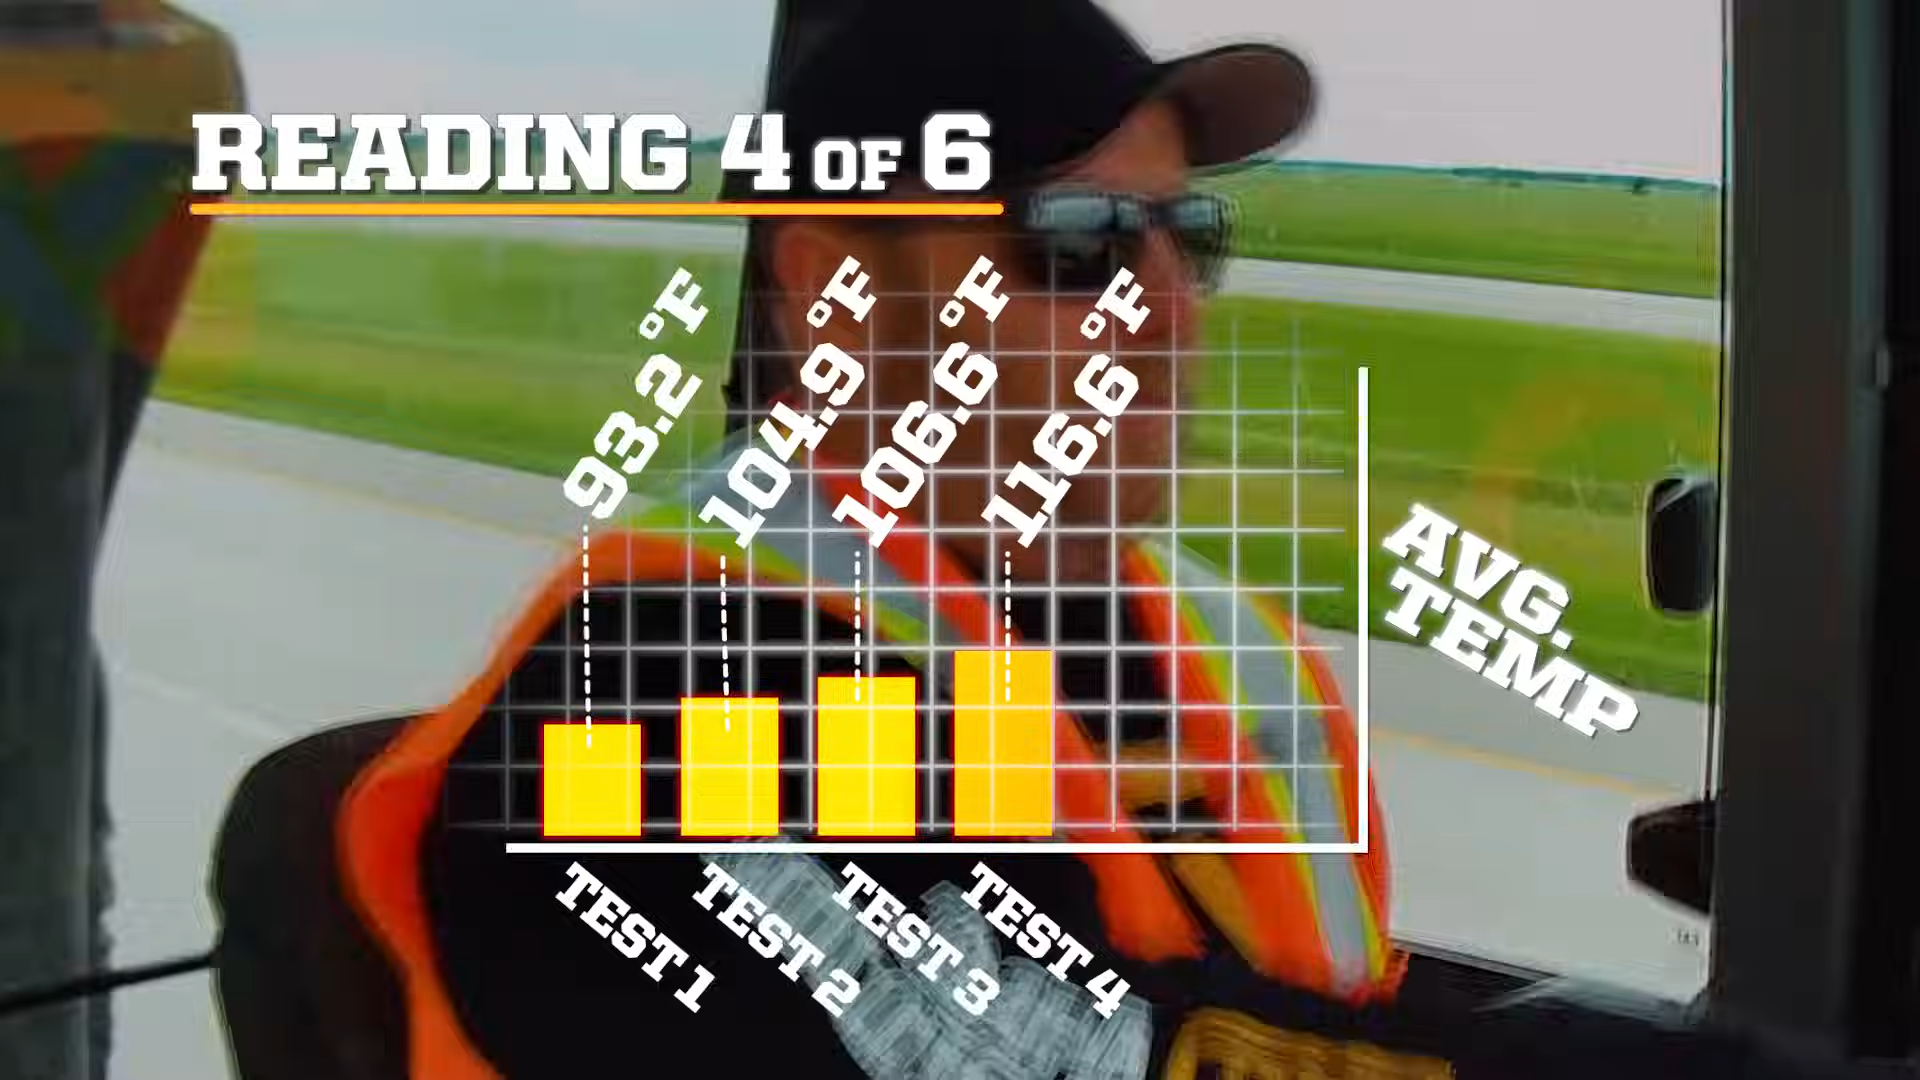 READING 4 OF 6
93.2 °F
104.9 °F
106.6 °F
116.6 °F
AVG.
TEMP
TEST 1
TEST 2
TEST 3
TEST 4